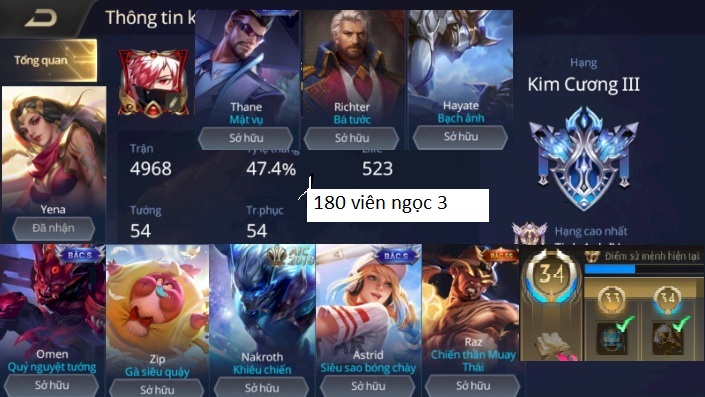 Thông tin k
Tổng quan
Yena
Đã nhận
Thane
Mật vụ
Sở hữu
Richter
Bá tước
Sở hữu
Hayate
Bạch ảnh
Sở hữu
Hạng
Kim Cương III
Hạng cao nhất
Trận
4968
47.4%
523
180 viên ngọc 3
Tướng
54
Tr.phục
54
BẬC S
Omen
Quỷ nguyệt tướng
Sở hữu
Zip
Gà siêu quậy
Sở hữu
AIC
2018
Nakroth
Khiêu chiến
Sở hữu
BẬC S
Astrid
Siêu sao bóng chày
Sở hữu
BẬC S
Raz
Chiến thần Muay
Thái
Sở hữu
34
Điểm sứ mệnh hiện tại
33
34